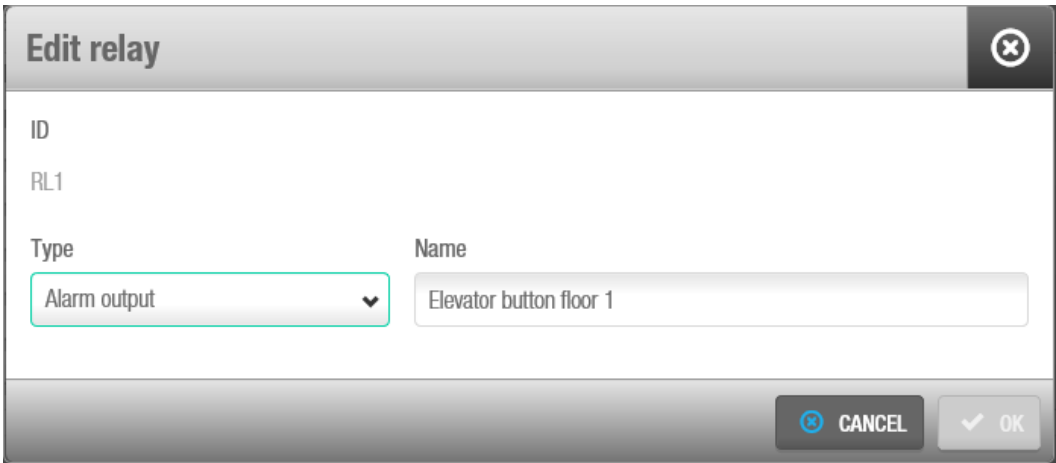 Edit relay
ID
RL1
Type
Name
Alarm output
Elevator button floor 1
CANCEL
OK